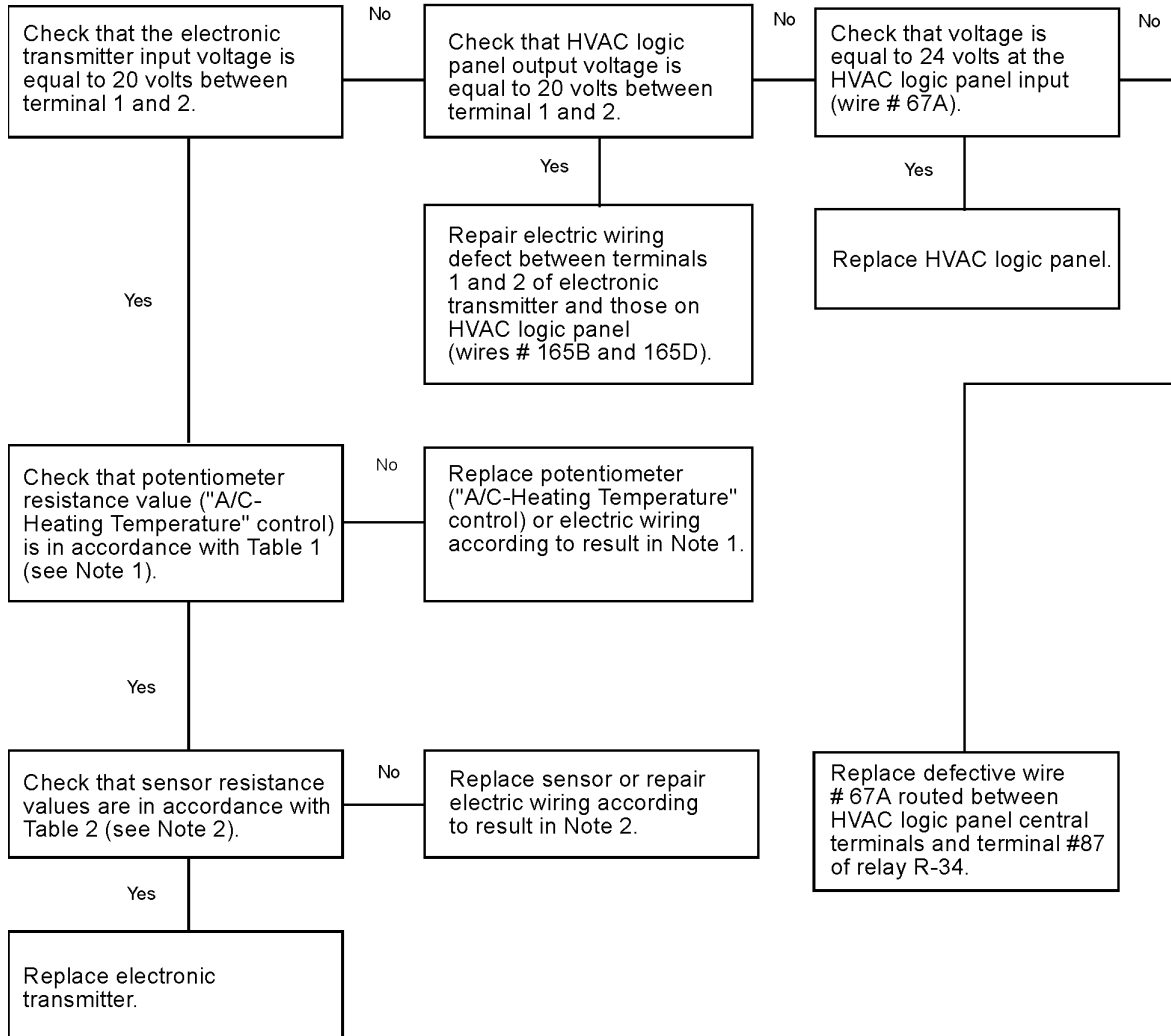 No
No
No
Check that the electronic
transmitter input voltage is
equal to 20 volts between
terminal 1 and 2.
Check that HVAC logic
panel output voltage is
equal to 20 volts between
terminal 1 and 2.
Check that voltage is
equal to 24 volts at the
HVAC logic panel input
(wire # 67A).
Yes
Yes
Repair electric wiring
defect between terminals
1 and 2 of electronic
transmitter and those on
HVAC logic panel
(wires # 165B and 165D).
Replace HVAC logic panel.
Yes
Check that potentiometer
resistance value ("A/C-
Heating Temperature" control)
is in accordance with Table 1
(see Note 1).
No
Replace potentiometer
("A/C-Heating Temperature"
control) or electric wiring
according to result in Note 1.
Yes
Check that sensor resistance
values are in accordance with
Table 2 (see Note 2).
No
Replace sensor or repair
electric wiring according
to result in Note 2.
Replace defective wire
# 67A routed between
HVAC logic panel central
terminals and terminal #87
of relay R-34.
Yes
Replace electronic
transmitter.